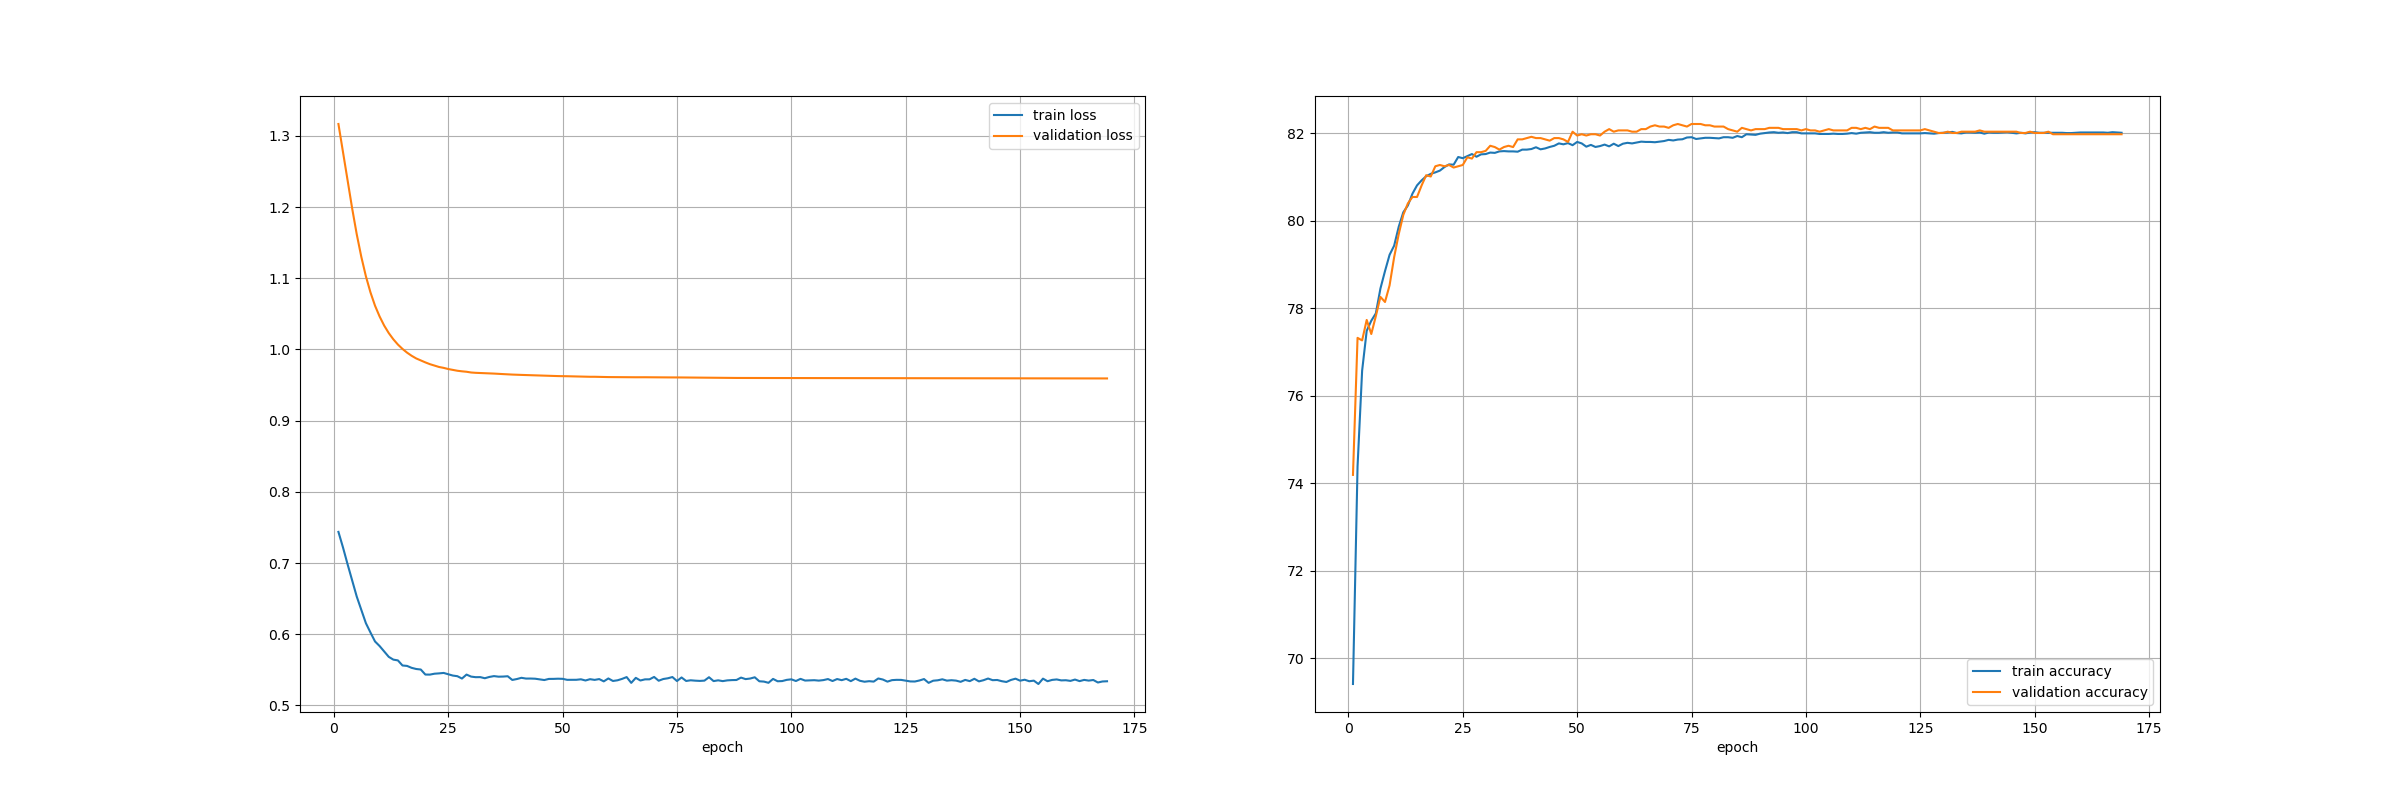 train loss
validation loss
1.3
1.2
1.1
1.0
0.9
0.8
0.7
0.6
0.5
0 25 50 75 100 125 150 175
epoch
82
80
78
76
74
72
70
train accuracy
validation accuracy
0 25 50 75 100 125 150 175
epoch